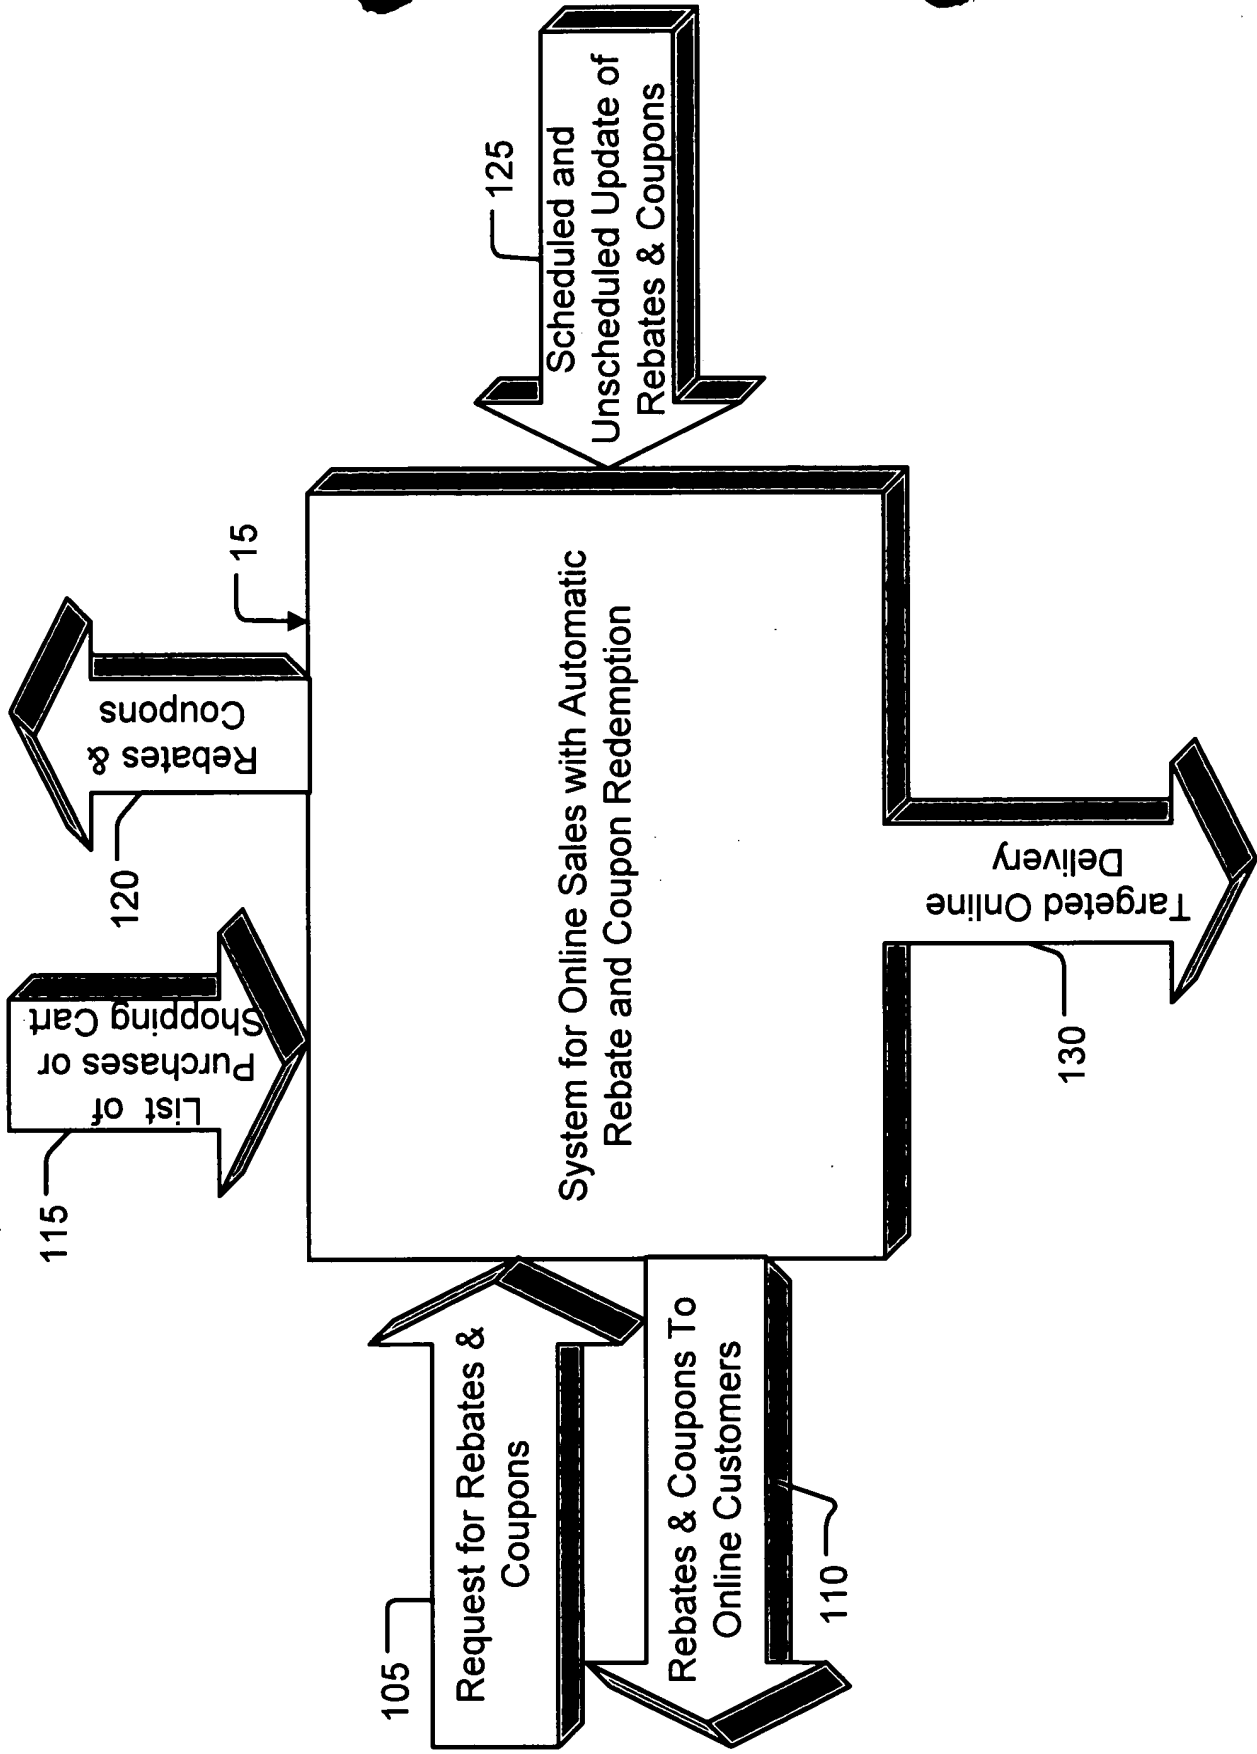 115
List of
Purchases or
Shopping Cart
120
Rebates &
Coupons
15
105
Request for Rebates &
Coupons
System for Online Sales with Automatic
Rebate and Coupon Redemption
125
Scheduled and
Unscheduled Update of
Rebates & Coupons
Rebates & Coupons To
Online Customers
110
130
Targeted Online
Delivery